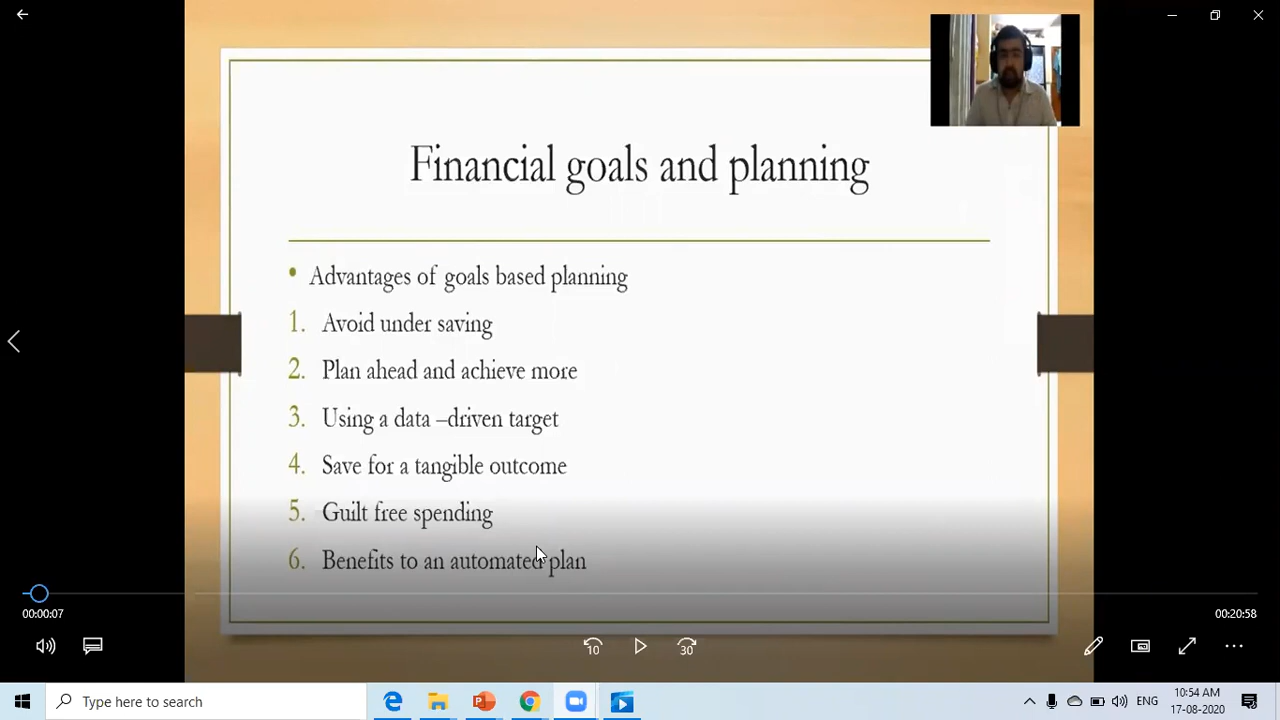 Financial goals and planning
• Advantages of goals based planning
1. Avoid under saving
2. Plan ahead and achieve more
3. Using a data –driven target
4. Save for a tangible outcome
5. Guilt free spending
6. Benefits to an automated plan
00:00:07
00:20:58
10
30
Type here to search
ENG
10:54 AM
17-08-2020